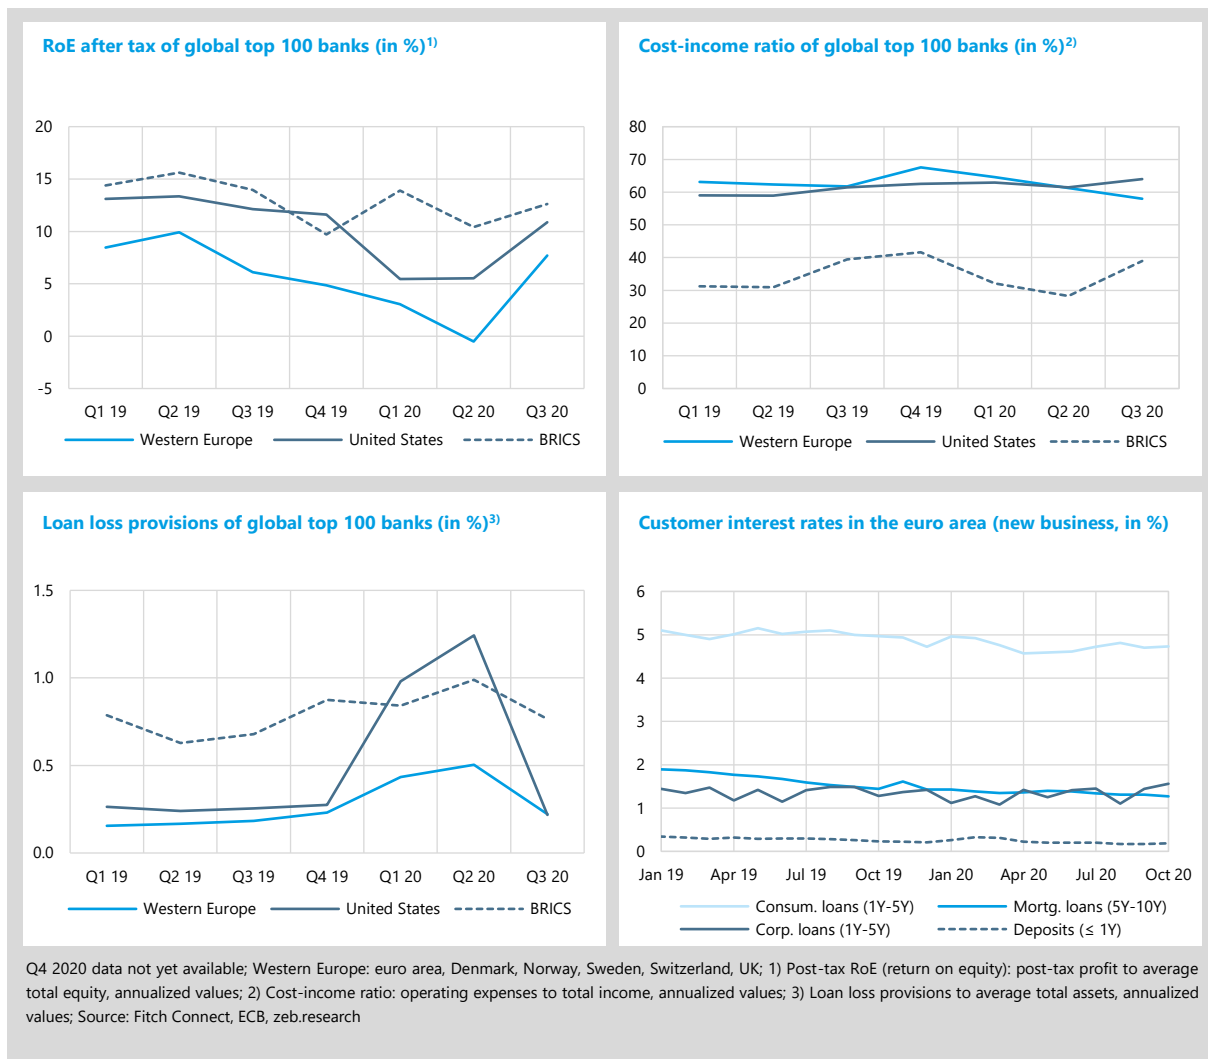 RoE after tax of global top 100 banks (in %)1)
20
15
10
5
0
-5
Q1 19 Q2 19 Q3 19 Q4 19 Q1 20 Q2 20 Q3 20
Western Europe United States BRICS
Cost-income ratio of global top 100 banks (in %)2)
80
70
60
50
40
30
20
10
0
Q1 19 Q2 19 Q3 19 Q4 19 Q1 20 Q2 20 Q3 20
Western Europe United States BRICS
Loan loss provisions of global top 100 banks (in %)3)
1.5
1.0
0.5
0.0
Q1 19 Q2 19 Q3 19 Q4 19 Q1 20 Q2 20 Q3 20
Western Europe United States BRICS
Customer interest rates in the euro area (new business, in %)
6
5
4
3
2
1
0
Jan 19 Apr 19 Jul 19 Oct 19 Jan 20 Apr 20 Jul 20 Oct 20
Consum. loans (1Y-5Y) Mortg. loans (5Y-10Y)
Corp. loans (1Y-5Y) Deposits (≤ 1Y)
Q4 2020 data not yet available; Western Europe: euro area, Denmark, Norway, Sweden, Switzerland, UK; 1) Post-tax RoE (return on equity): post-tax profit to average
total equity, annualized values; 2) Cost-income ratio: operating expenses to total income, annualized values; 3) Loan loss provisions to average total assets, annualized
values; Source: Fitch Connect, ECB, zeb.research